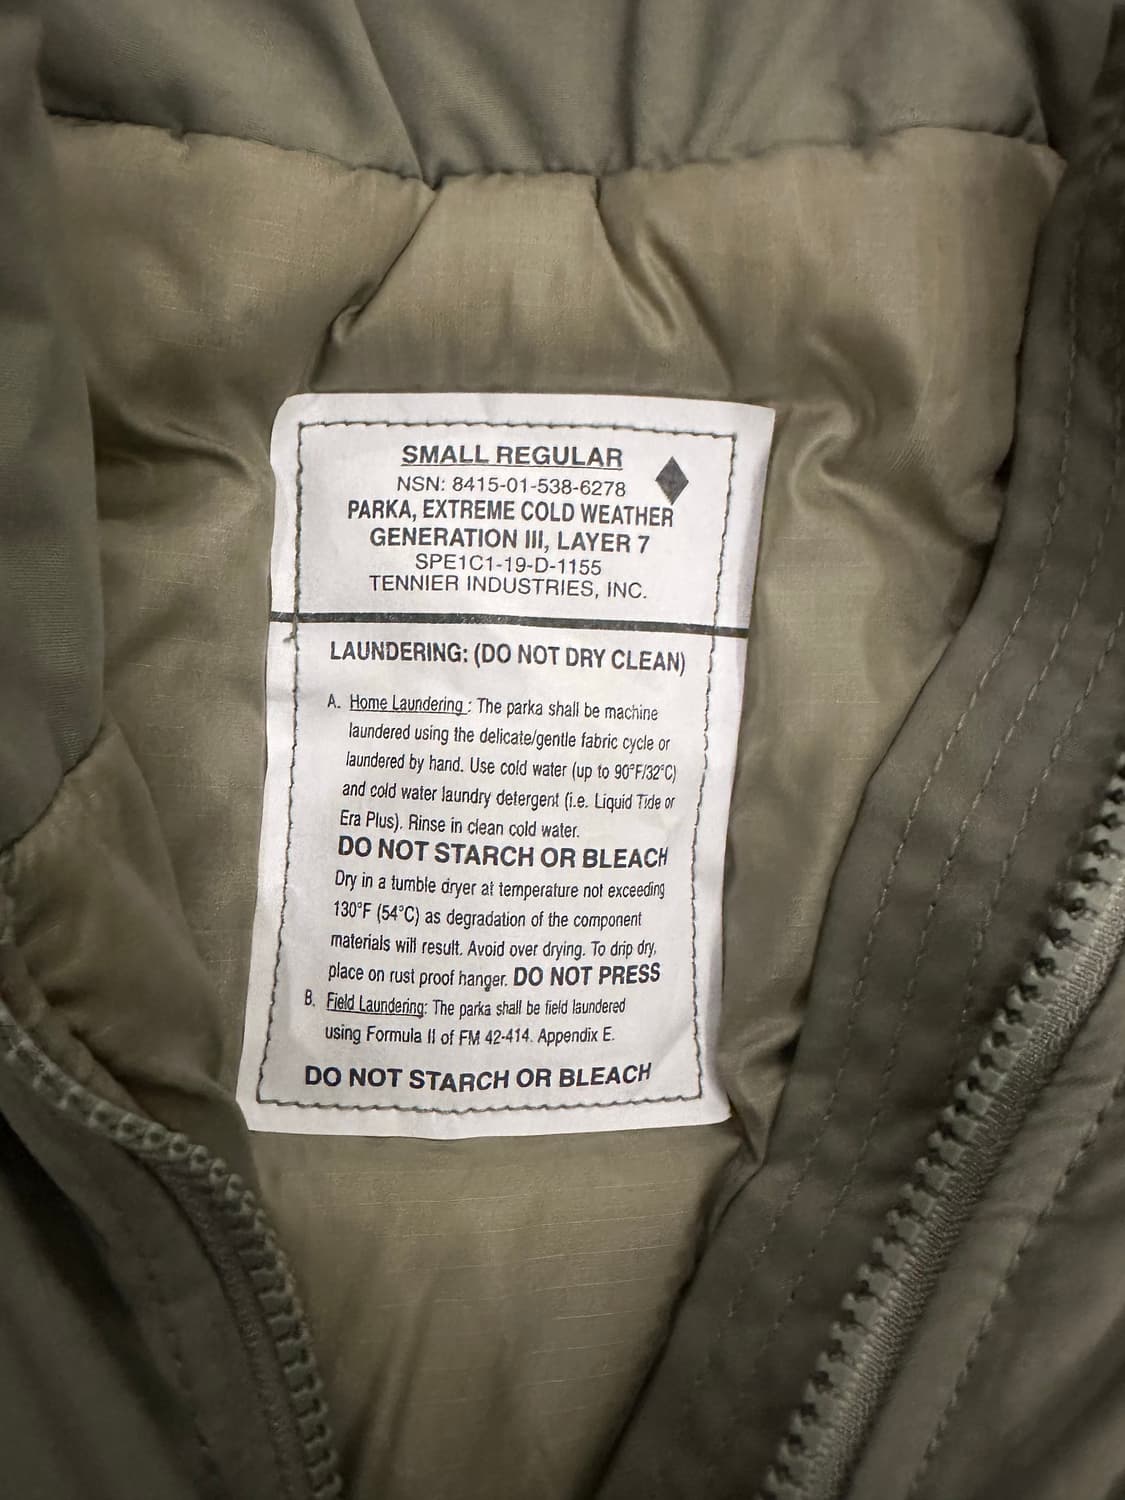 SMALL REGULAR
NSN: 8415-01-538-6278
PARKA, EXTREME COLD WEATHER
GENERATION III, LAYER 7
SPE1C1-19-D-1155
TENNIER INDUSTRIES, INC.
LAUNDERING: (DO NOT DRY CLEAN)
A. Home Laundering : The parka shall be machine
laundered using the delicate/gentle fabric cycle or
laundered by hand. Use cold water (up to 90°F/32°C)
and cold water laundry detergent (i.e. Liquid Tide or
Era Plus). Rinse in clean cold water.
DO NOT STARCH OR BLEACH
Dry in a tumble dryer at temperature not exceeding
130°F (54°C) as degradation of the component
materials will result. Avoid over drying. To drip dry,
place on rust proof hanger. DO NOT PRESS
B. Field Laundering: The parka shall be field laundered
using Formula II of FM 42-414. Appendix E.
DO NOT STARCH OR BLEACH